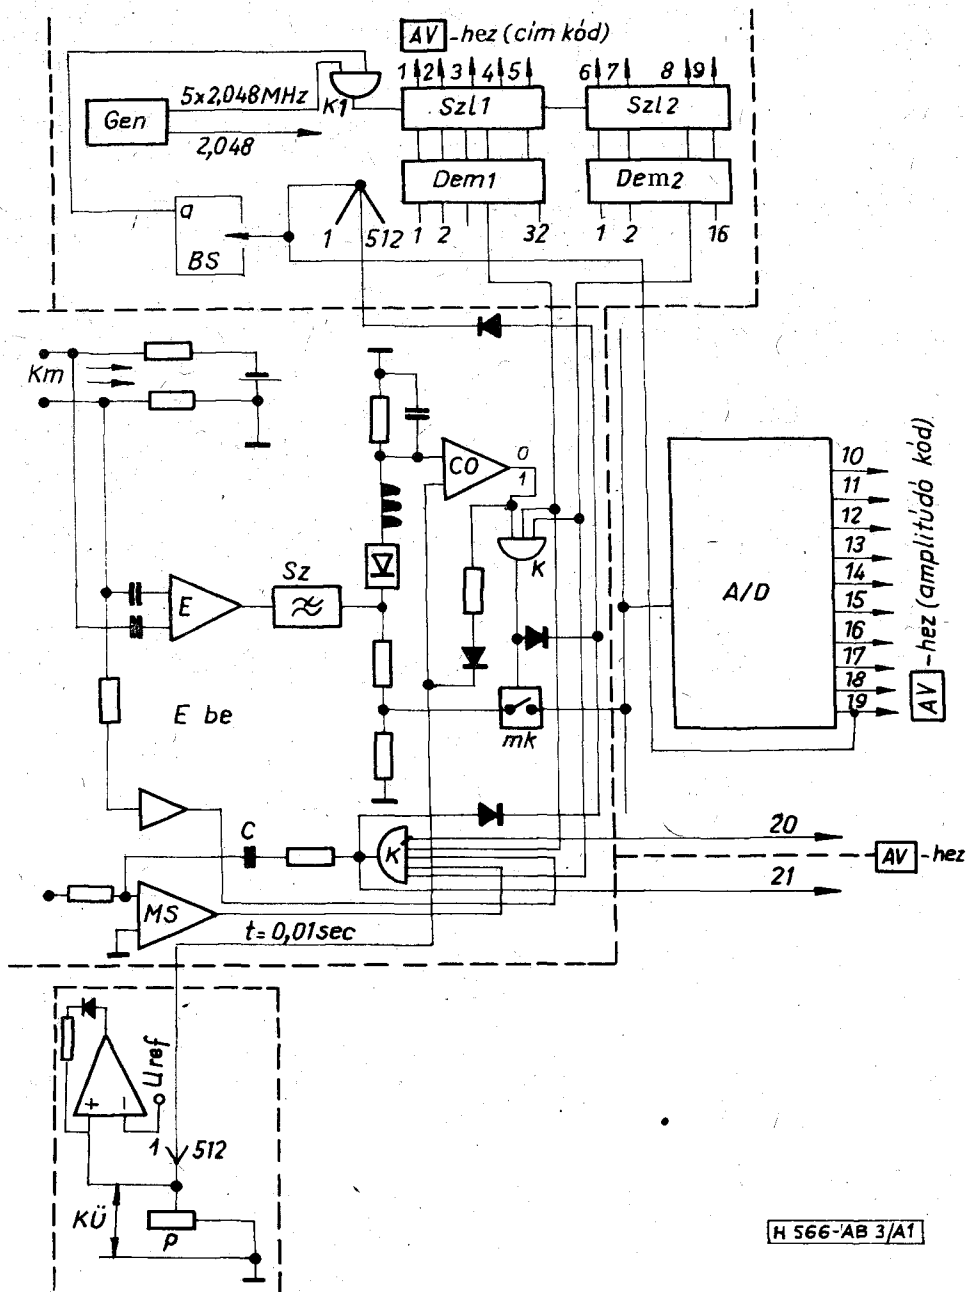 AV -hez (cím kód)
1 2 3 4 5 6 7 8 9
5x2,048MHz
K1
Gen
Szl1
Szl2
2,048
Dem1
Dem2
a
1 512
1 2 32
1 2 16
BS
Km
CO
0
1
K
Sz
E
A/D
10
11
12
13
14
15
16
17
18
19
AV -hez (amplitúdó kód)
E be
mk
C
K
20
AV -hez
21
MS
t=0,01sec
Uref
+ −
1 512
KÜ
P
H 566-AB 3/A1